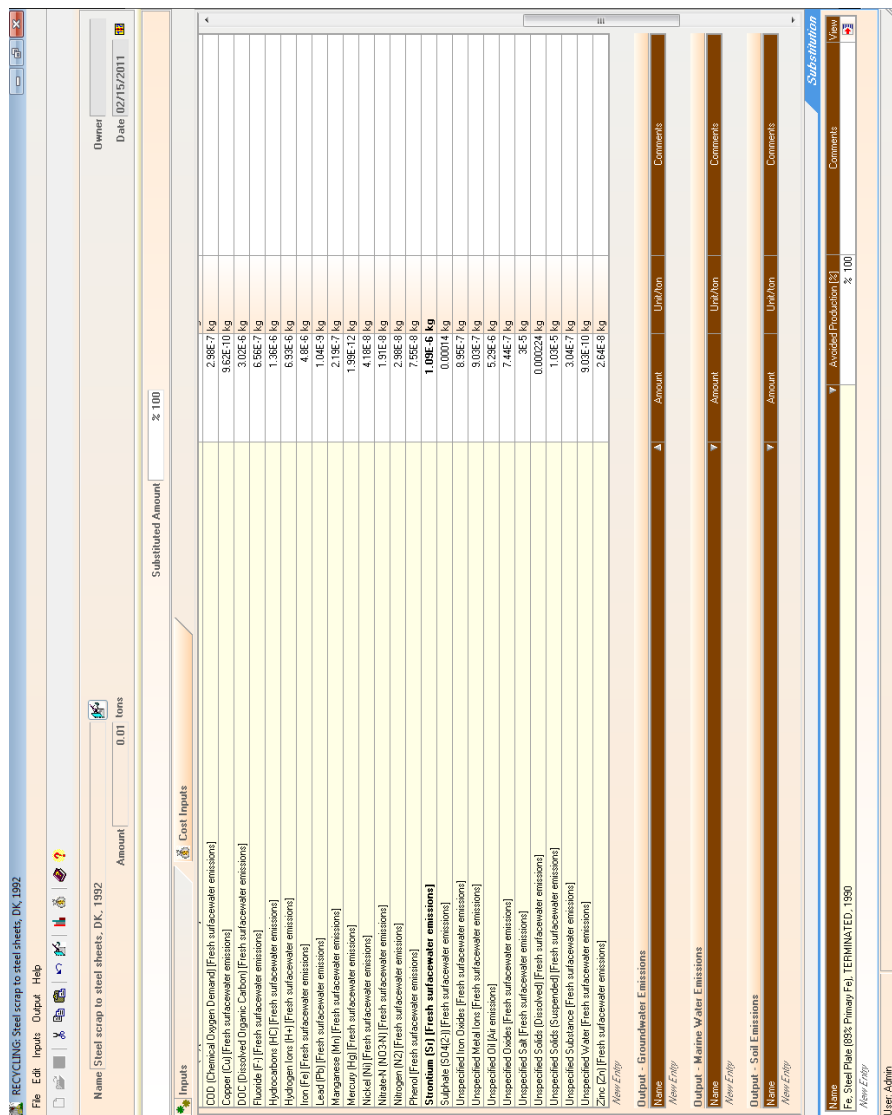 RECYCLING: Steel scrap to steel sheets, DK, 1992
File Edit Inputs Output Help
Name Steel scrap to steel sheets, DK, 1992 Owner
Amount 0.01 tons Date 02/15/2011
Substituted Amount % 100
Inputs Cost Inputs
COD (Chemical Oxygen Demand) [Fresh surfacewater emissions] 2.98E-7 kg
Copper (Cu) [Fresh surfacewater emissions] 9.62E-10 kg
DOC (Dissolved Organic Carbon) [Fresh surfacewater emissions] 3.02E-6 kg
Fluoride (F-) [Fresh surfacewater emissions] 6.56E-7 kg
Hydrocarbons (HC) [Fresh surfacewater emissions] 1.36E-6 kg
Hydrogen Ions (H+) [Fresh surfacewater emissions] 6.93E-6 kg
Iron (Fe) [Fresh surfacewater emissions] 4.8E-6 kg
Lead (Pb) [Fresh surfacewater emissions] 1.04E-9 kg
Manganese (Mn) [Fresh surfacewater emissions] 2.19E-7 kg
Mercury (Hg) [Fresh surfacewater emissions] 1.99E-12 kg
Nickel (Ni) [Fresh surfacewater emissions] 4.18E-8 kg
Nitrate-N (NO3-N) [Fresh surfacewater emissions] 1.91E-8 kg
Nitrogen (N2) [Fresh surfacewater emissions] 2.98E-8 kg
Phenol [Fresh surfacewater emissions] 7.55E-8 kg
Strontium (Sr) [Fresh surfacewater emissions] 1.09E-6 kg
Sulphate (SO4(2-)) [Fresh surfacewater emissions] 0.00014 kg
Unspecified Iron Oxides [Fresh surfacewater emissions] 8.95E-7 kg
Unspecified Metal Ions [Fresh surfacewater emissions] 9.03E-7 kg
Unspecified Oil [Air emissions] 5.29E-6 kg
Unspecified Oxides [Fresh surfacewater emissions] 7.44E-7 kg
Unspecified Salt [Fresh surfacewater emissions] 3E-5 kg
Unspecified Solids (Dissolved) [Fresh surfacewater emissions] 0.000224 kg
Unspecified Solids (Suspended) [Fresh surfacewater emissions] 1.03E-5 kg
Unspecified Substance [Fresh surfacewater emissions] 3.04E-7 kg
Unspecified Water [Fresh surfacewater emissions] 9.03E-10 kg
Zinc (Zn) [Fresh surfacewater emissions] 2.64E-8 kg
New Entry
Output - Groundwater Emissions
Name Amount Unit/ton Comments
New Entry
Output - Marine Water Emissions
Name Amount Unit/ton Comments
New Entry
Output - Soil Emissions
Name Amount Unit/ton Comments
New Entry
Substitution
Name Avoided Production [%] Comments View
Fe, Steel Plate (89% Primary Fe), TERMINATED, 1990 % 100
New Entry
User Admin